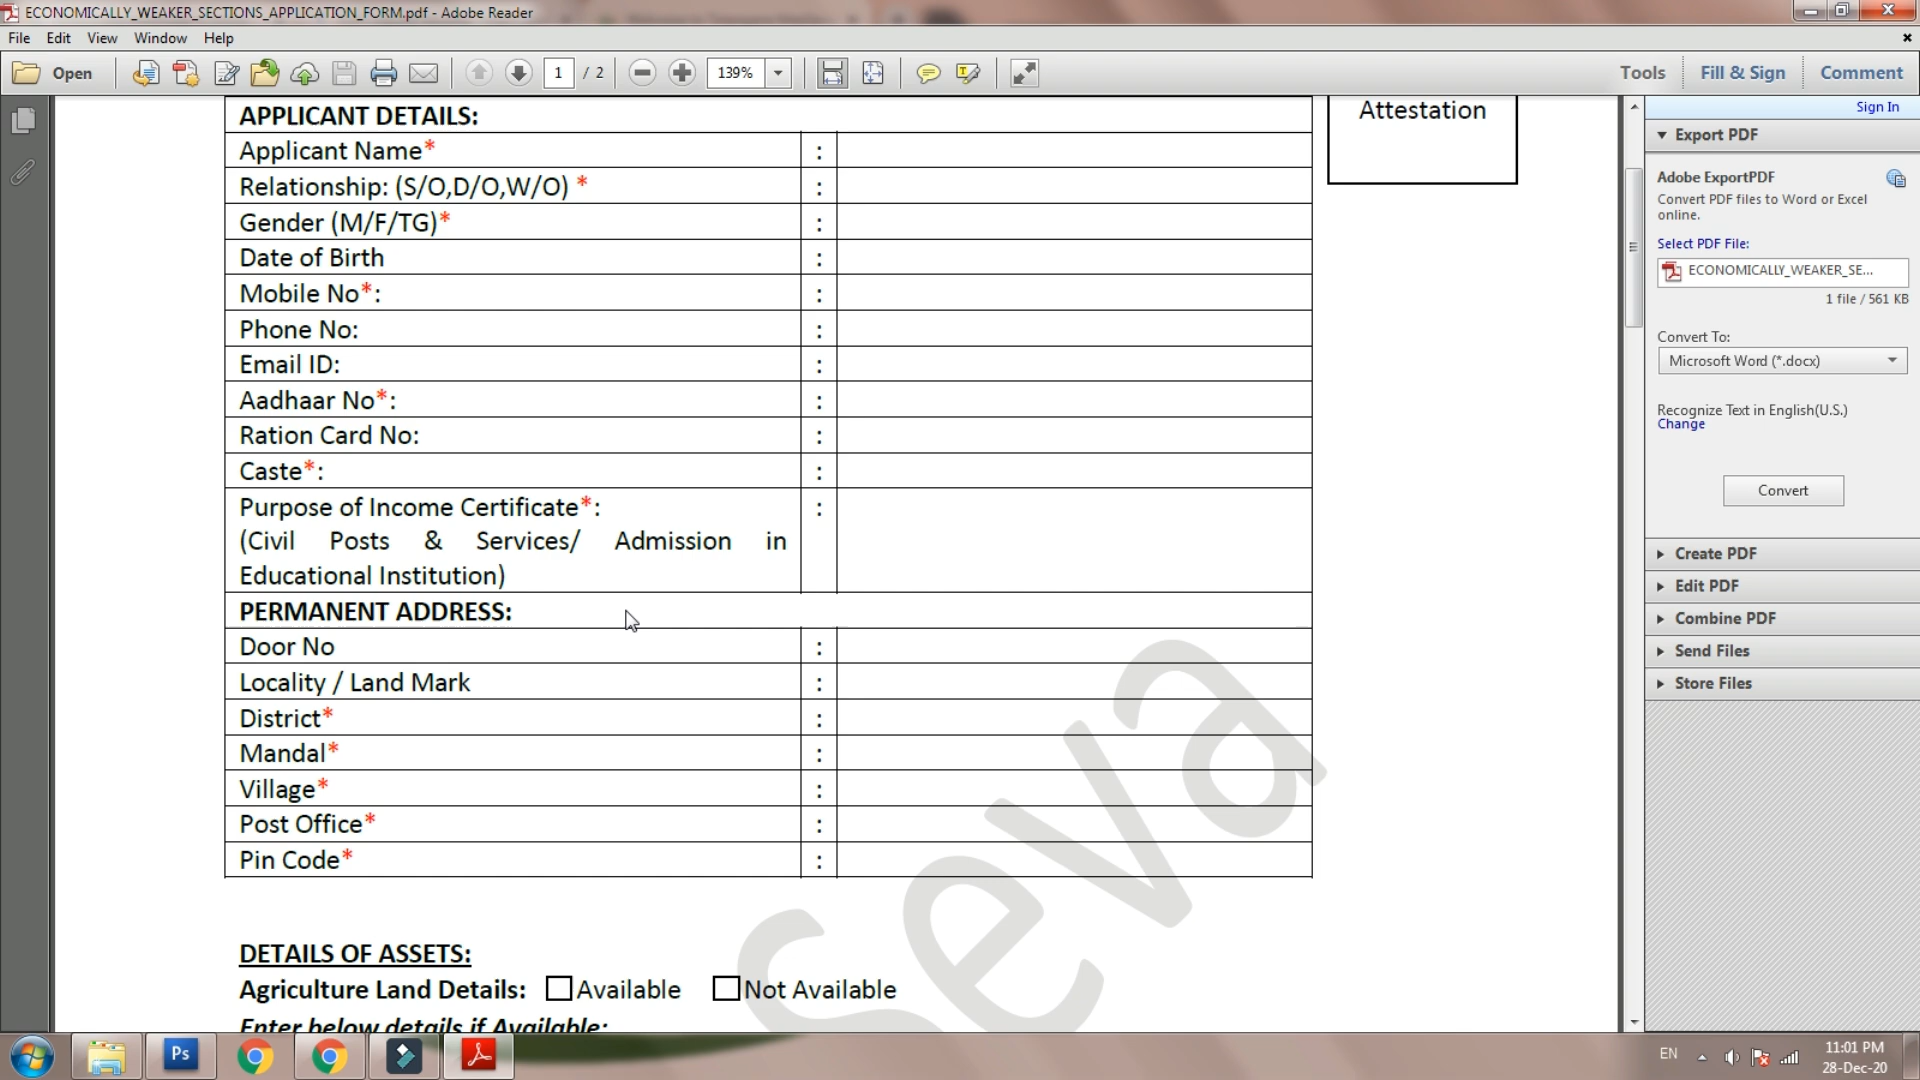 ECONOMICALLY_WEAKER_SECTIONS_APPLICATION_FORM.pdf - Adobe Reader
File Edit View Window Help
Open 1 / 2 139% Tools Fill & Sign Comment
Sign In
APPLICANT DETAILS:
Attestation
Applicant Name* :
Relationship: (S/O,D/O,W/O) * :
Gender (M/F/TG)* :
Date of Birth :
Mobile No*: :
Phone No: :
Email ID: :
Aadhaar No*: :
Ration Card No: :
Caste*: :
Purpose of Income Certificate*: :
(Civil Posts & Services/ Admission in
Educational Institution)
PERMANENT ADDRESS:
Door No :
Locality / Land Mark :
District* :
Mandal* :
Village* :
Post Office* :
Pin Code* :
DETAILS OF ASSETS:
Agriculture Land Details: Available Not Available
Enter below details if Available:
Seva
Export PDF
Adobe ExportPDF
Convert PDF files to Word or Excel
online.
Select PDF File:
ECONOMICALLY_WEAKER_SE...
1 file / 561 KB
Convert To:
Microsoft Word (*.docx)
Recognize Text in English(U.S.)
Change
Convert
Create PDF
Edit PDF
Combine PDF
Send Files
Store Files
Ps
EN
11:01 PM
28-Dec-20